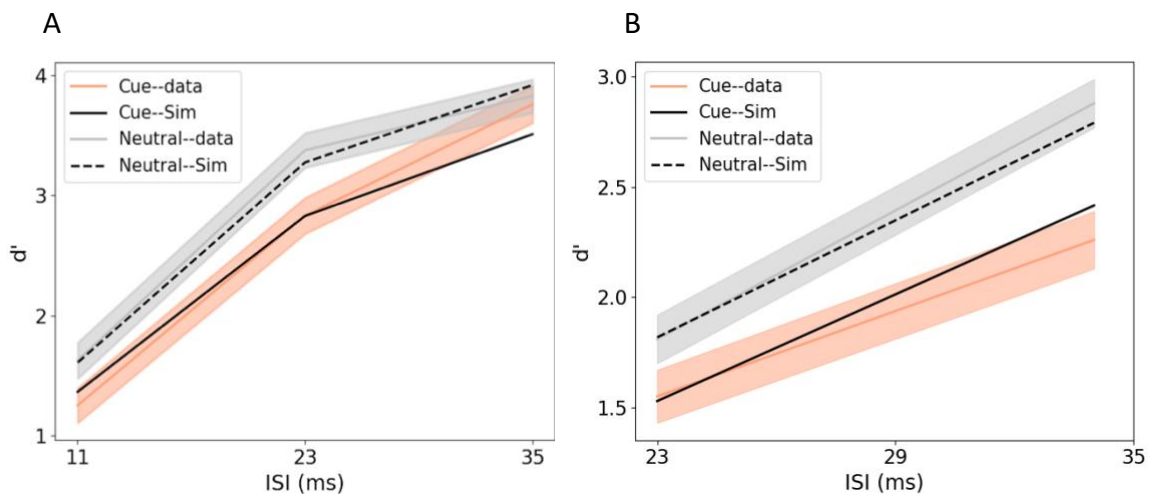 A
B
4
3
2
1
d'
11
23
35
ISI (ms)
Cue--data
Cue--Sim
Neutral--data
Neutral--Sim
3.0
2.5
2.0
1.5
d'
23
29
35
ISI (ms)
Cue--data
Cue--Sim
Neutral--data
Neutral--Sim